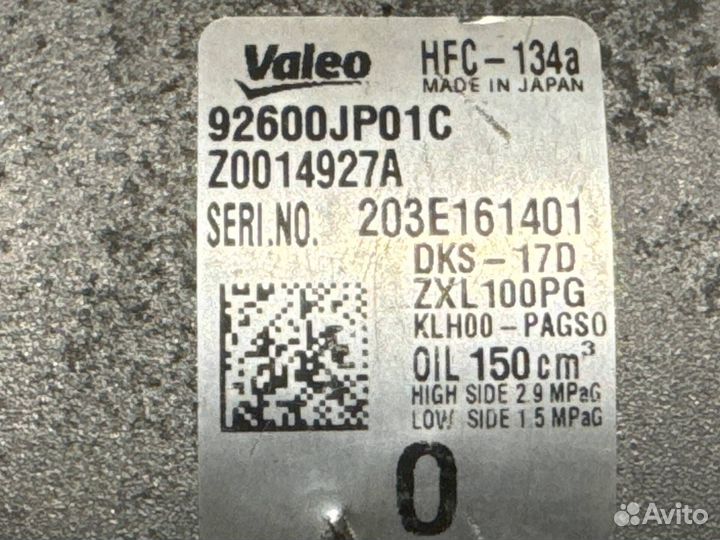 Valeo HFC-134a
MADE IN JAPAN
92600JP01C
Z0014927A
SERI.NO. 203E161401
DKS-17D
ZXL100PG
KLH00-PAGSO
OIL 150cm³
HIGH SIDE 2.9 MPaG
LOW SIDE 1.5 MPaG
0
Avito